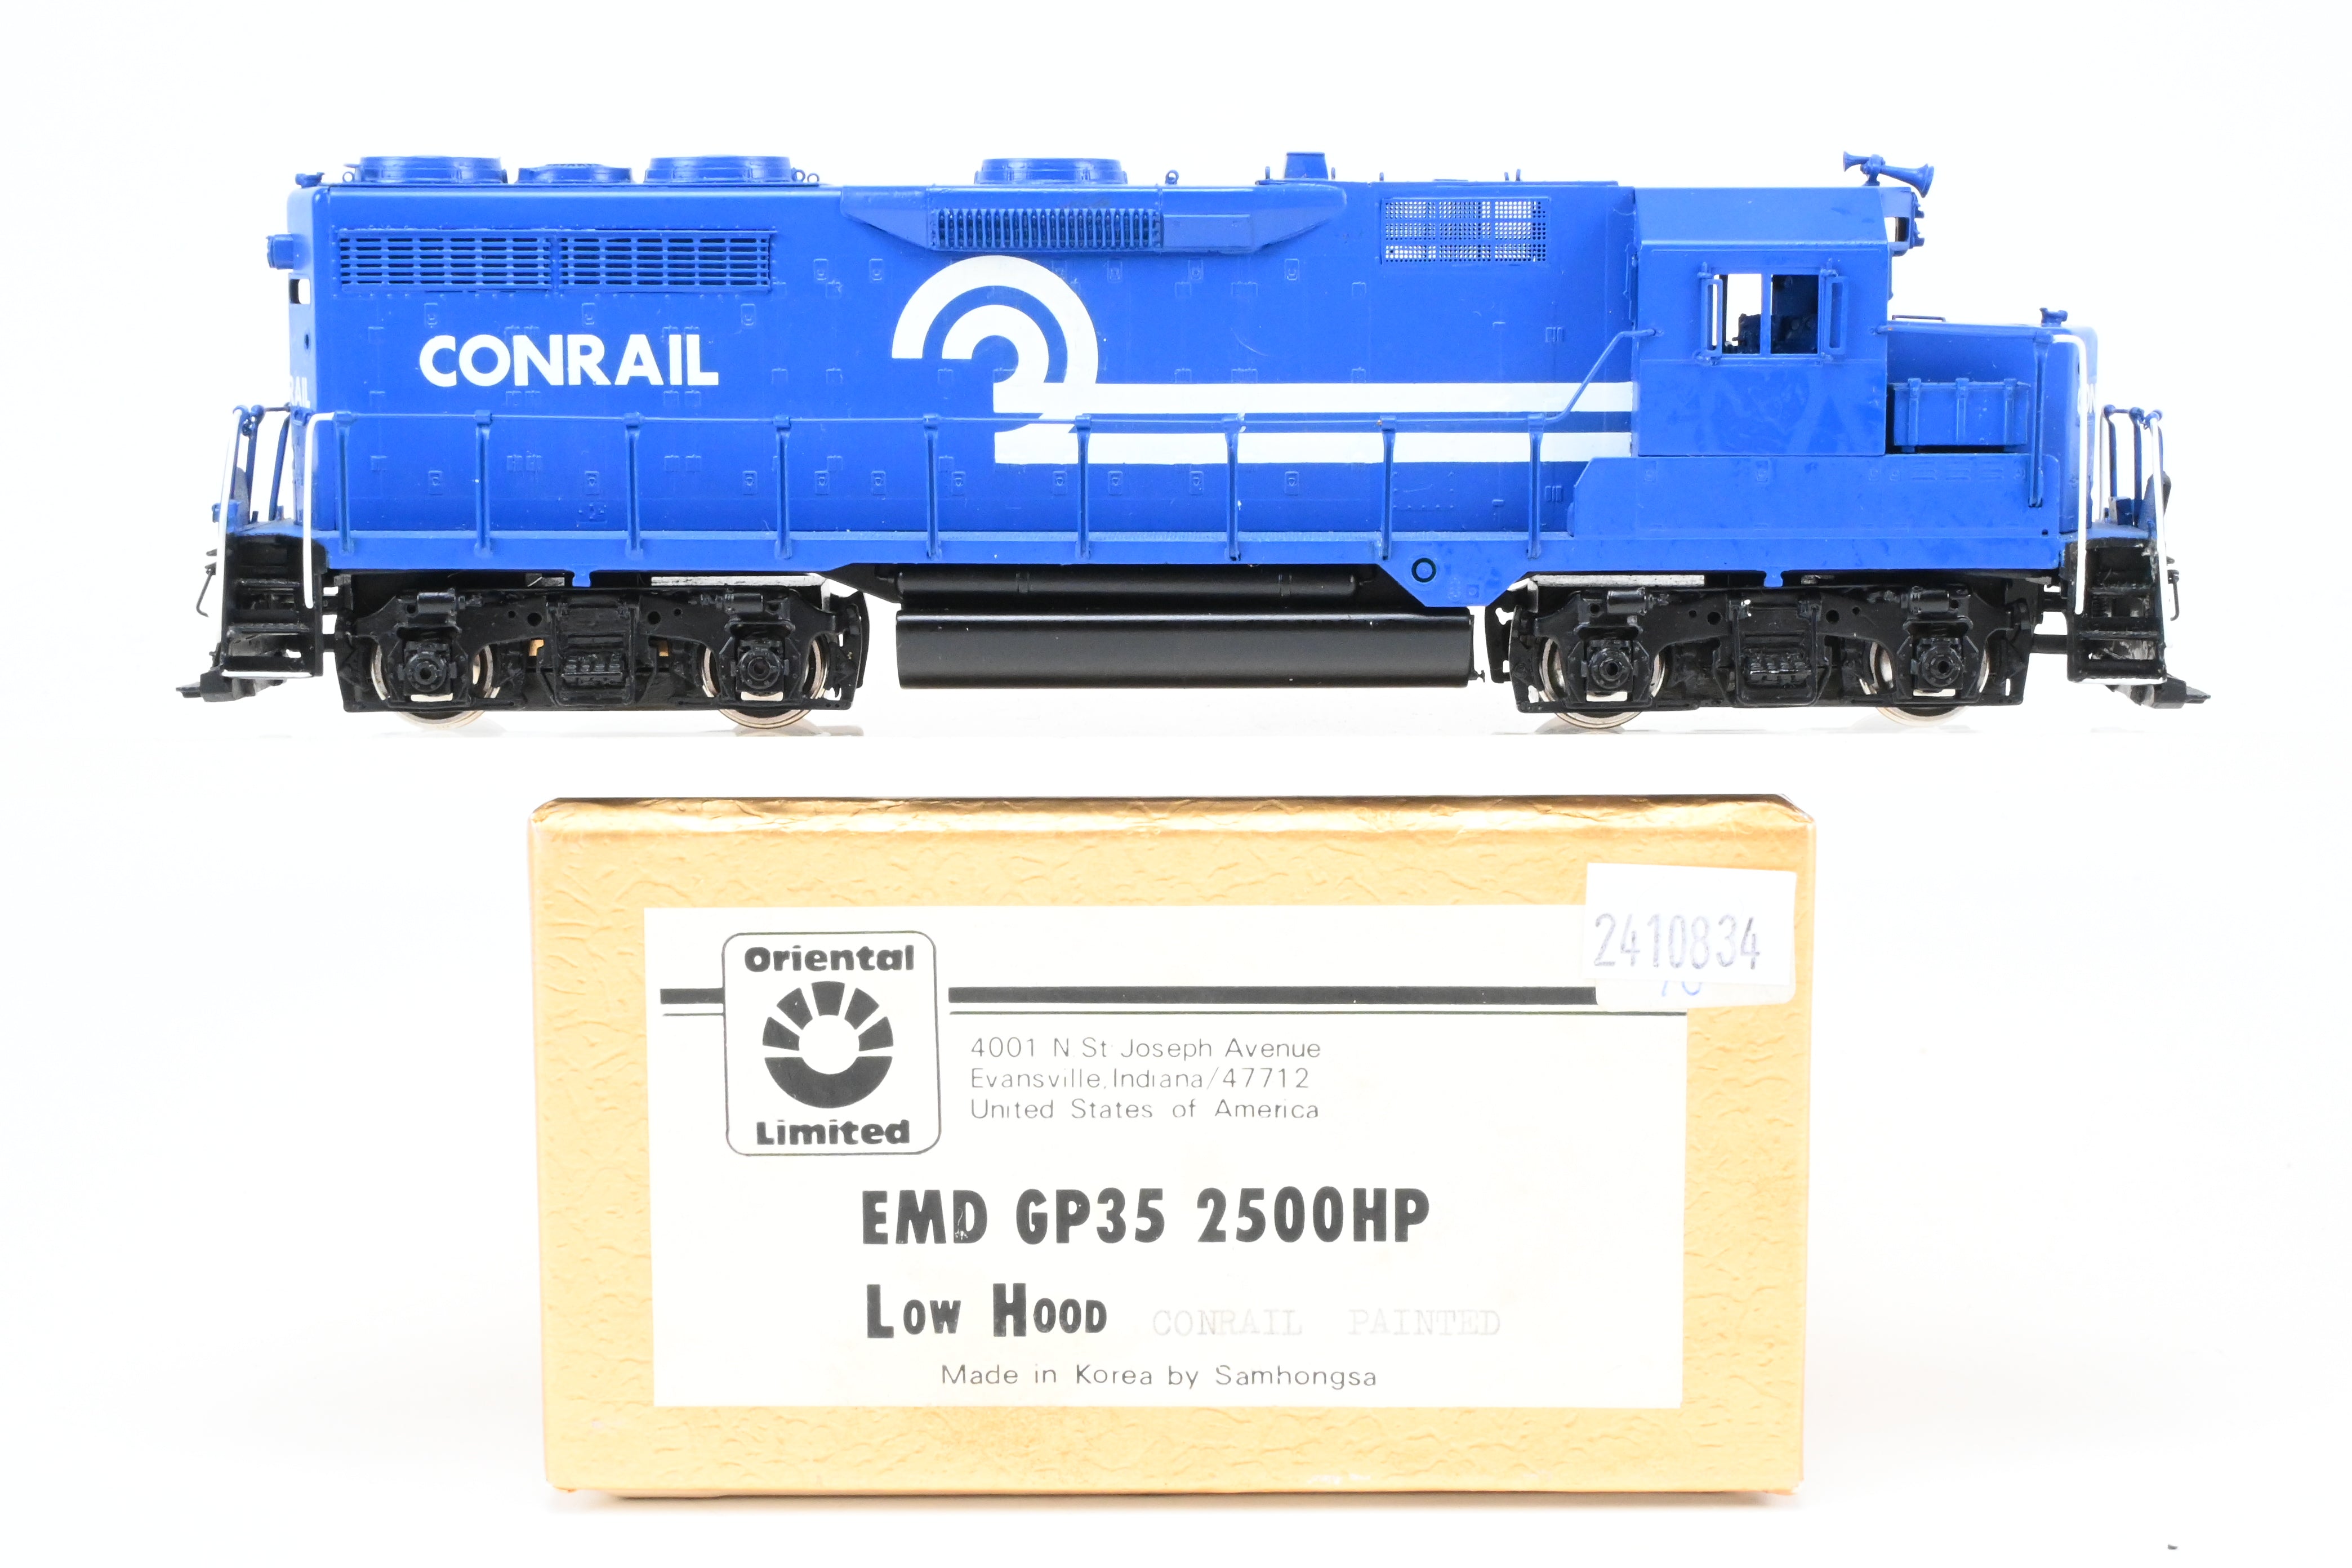 CONRAIL
Oriental
Limited
2410834
4001 N St Joseph Avenue
Evansville, Indiana/47712
United States of America
EMD GP35 2500HP
LOW HOOD CONRAIL PAINTED
Made in Korea by Samhongsa